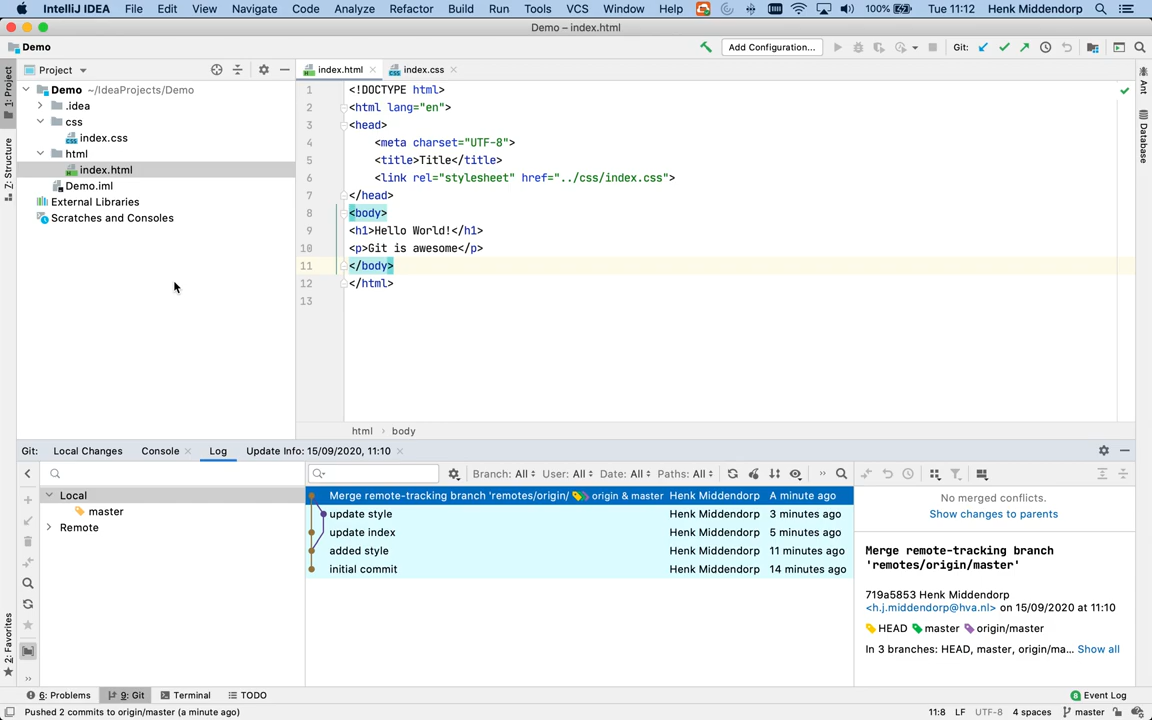 IntelliJ IDEA File Edit View Navigate Code Analyze Refactor Build Run Tools VCS Window Help 100% Tue 11:12 Henk Middendorp
Demo – index.html
Demo Add Configuration... Git:
Project index.html index.css
1: Project
Z: Structure
2: Favorites
Ant
Database
Demo ~/IdeaProjects/Demo
.idea
css
index.css
html
index.html
Demo.iml
External Libraries
Scratches and Consoles
1 <!DOCTYPE html>
2 <html lang="en">
3 <head>
4 <meta charset="UTF-8">
5 <title>Title</title>
6 <link rel="stylesheet" href="../css/index.css">
7 </head>
8 <body>
9 <h1>Hello World!</h1>
10 <p>Git is awesome</p>
11 </body>
12 </html>
13
html › body
Git: Local Changes Console Log Update Info: 15/09/2020, 11:10
Branch: All User: All Date: All Paths: All
Local
master
Remote
Merge remote-tracking branch 'remotes/origin/ origin & master Henk Middendorp A minute ago
update style Henk Middendorp 3 minutes ago
update index Henk Middendorp 5 minutes ago
added style Henk Middendorp 11 minutes ago
initial commit Henk Middendorp 14 minutes ago
No merged conflicts.
Show changes to parents
Merge remote-tracking branch
'remotes/origin/master'
719a5853 Henk Middendorp
<h.j.middendorp@hva.nl> on 15/09/2020 at 11:10
HEAD master origin/master
In 3 branches: HEAD, master, origin/ma... Show all
6: Problems 9: Git Terminal TODO 8 Event Log
Pushed 2 commits to origin/master (a minute ago) 11:8 LF UTF-8 4 spaces master